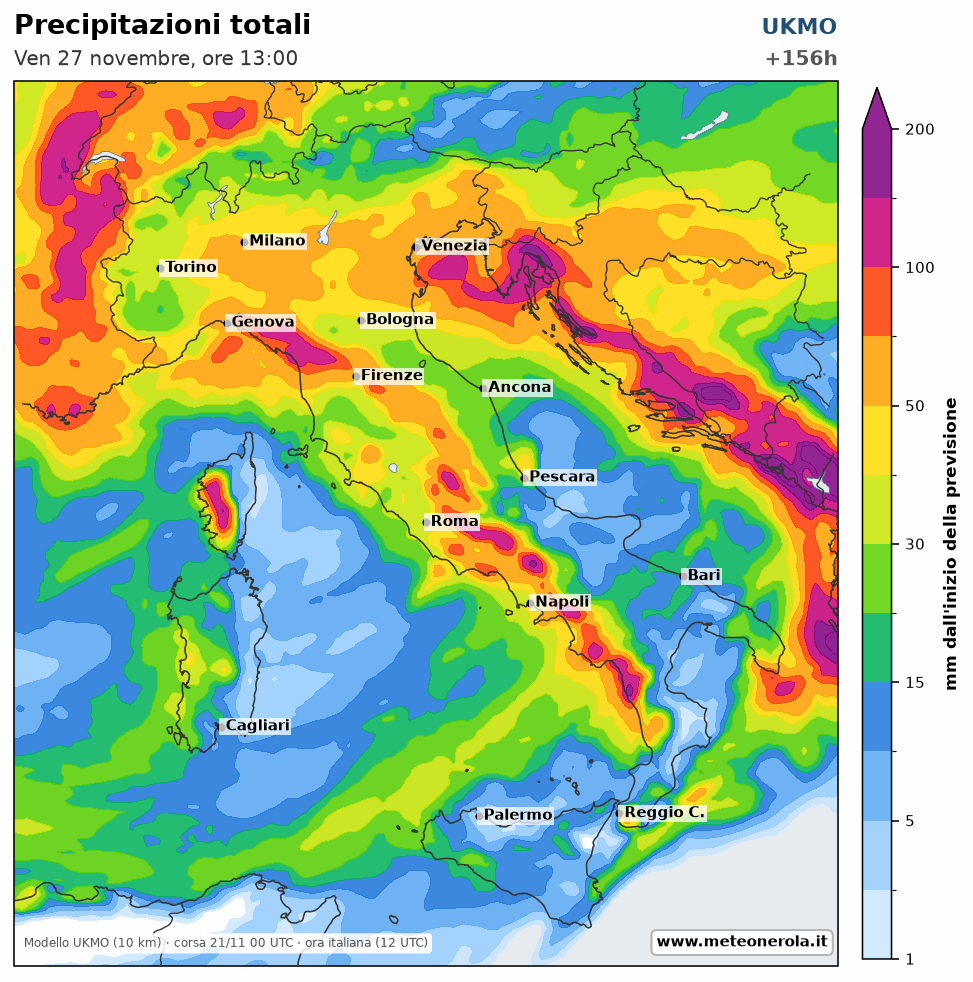 Precipitazioni totali
UKMO
Ven 27 novembre, ore 13:00
+156h
200
100
50
30
15
5
1
mm dall'inizio della previsione
Milano
Venezia
Torino
Genova
Bologna
Firenze
Ancona
Pescara
Roma
Bari
Napoli
Cagliari
Palermo
Reggio C.
Modello UKMO (10 km) · corsa 21/11 00 UTC · ora italiana (12 UTC)
www.meteonerola.it